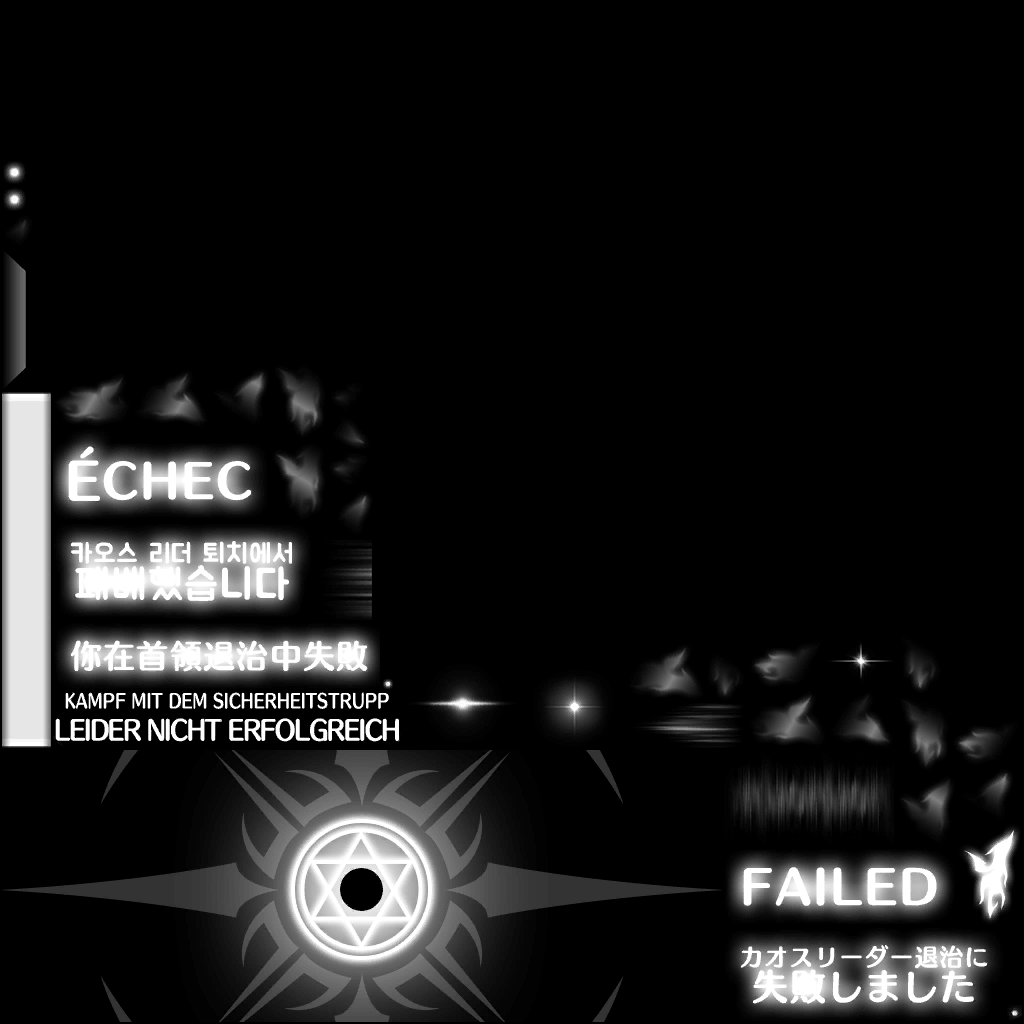 ÉCHEC
카오스 리더 퇴치에서
패배했습니다
你在首領退治中失敗
KAMPF MIT DEM SICHERHEITSTRUPP
LEIDER NICHT ERFOLGREICH
FAILED
カオスリーダー退治に
失敗しました